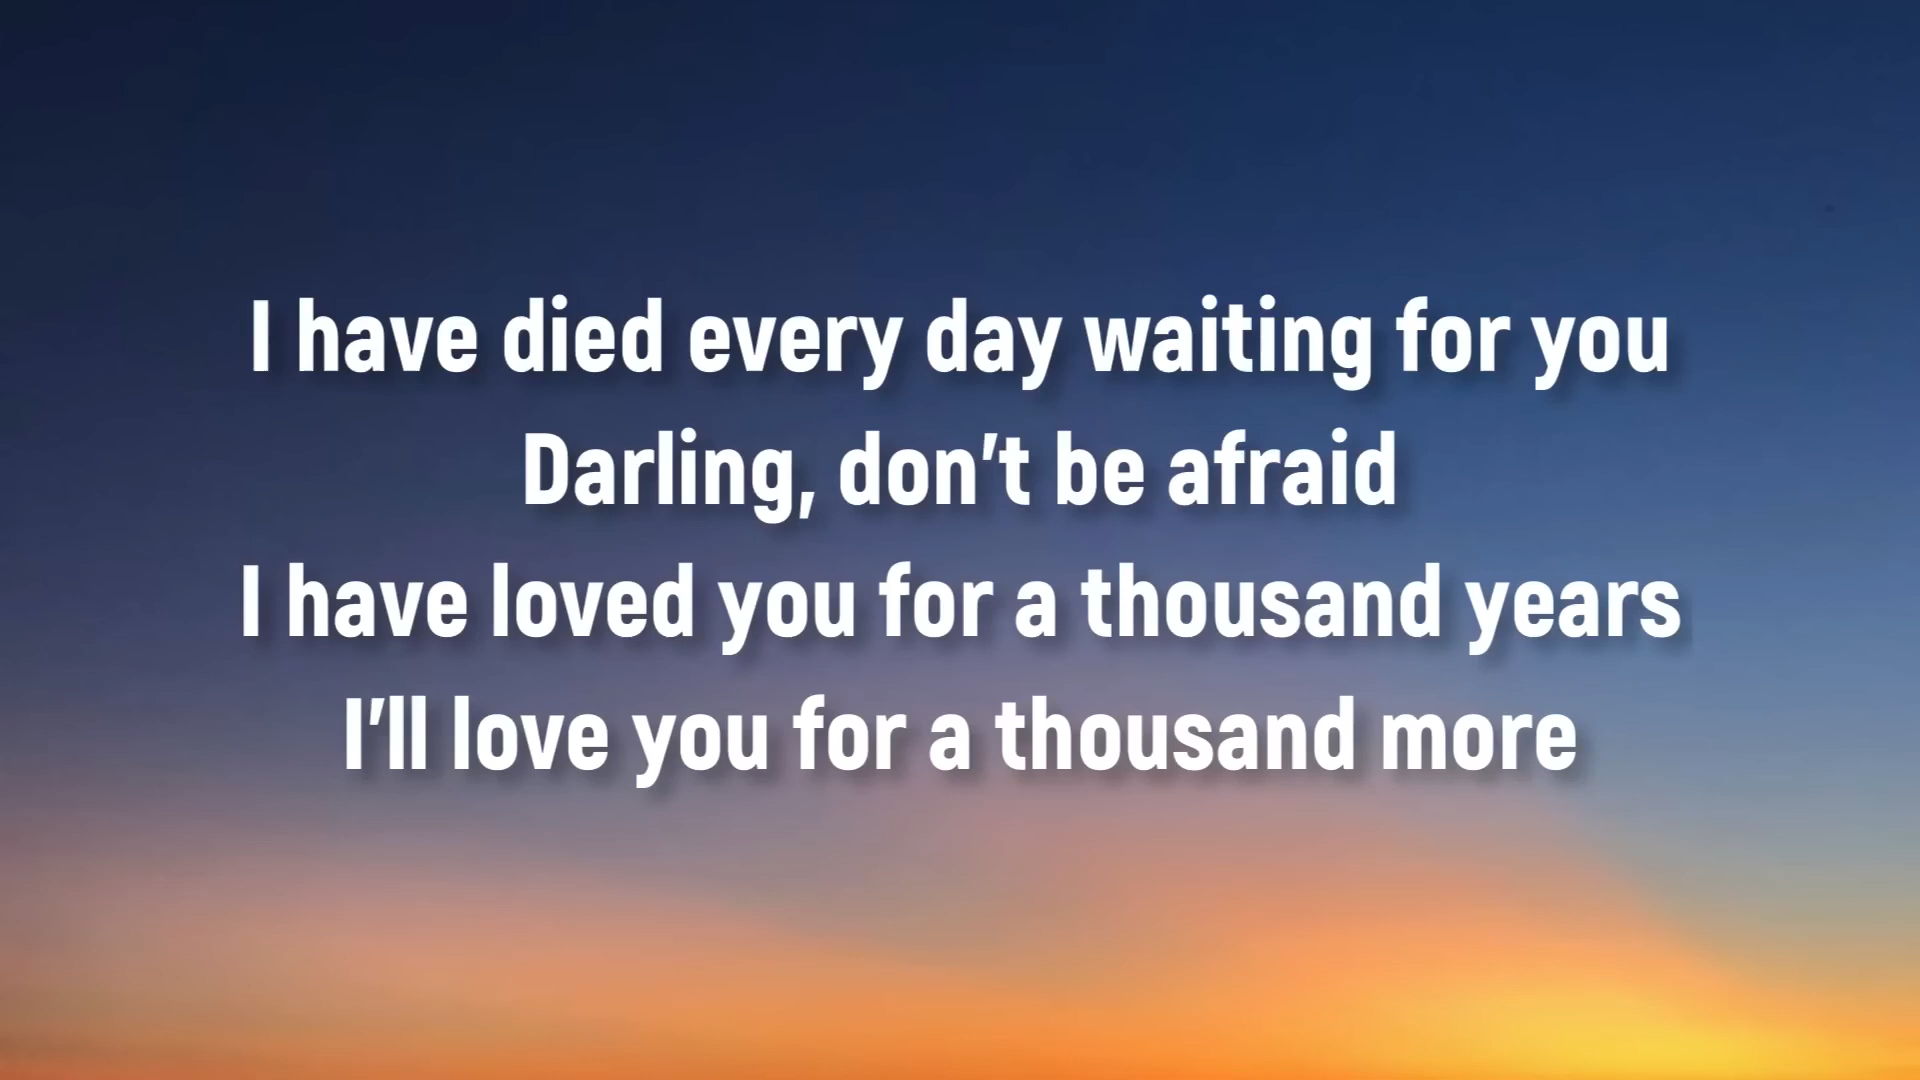 I have died every day waiting for you
Darling, don't be afraid
I have loved you for a thousand years
I'll love you for a thousand more